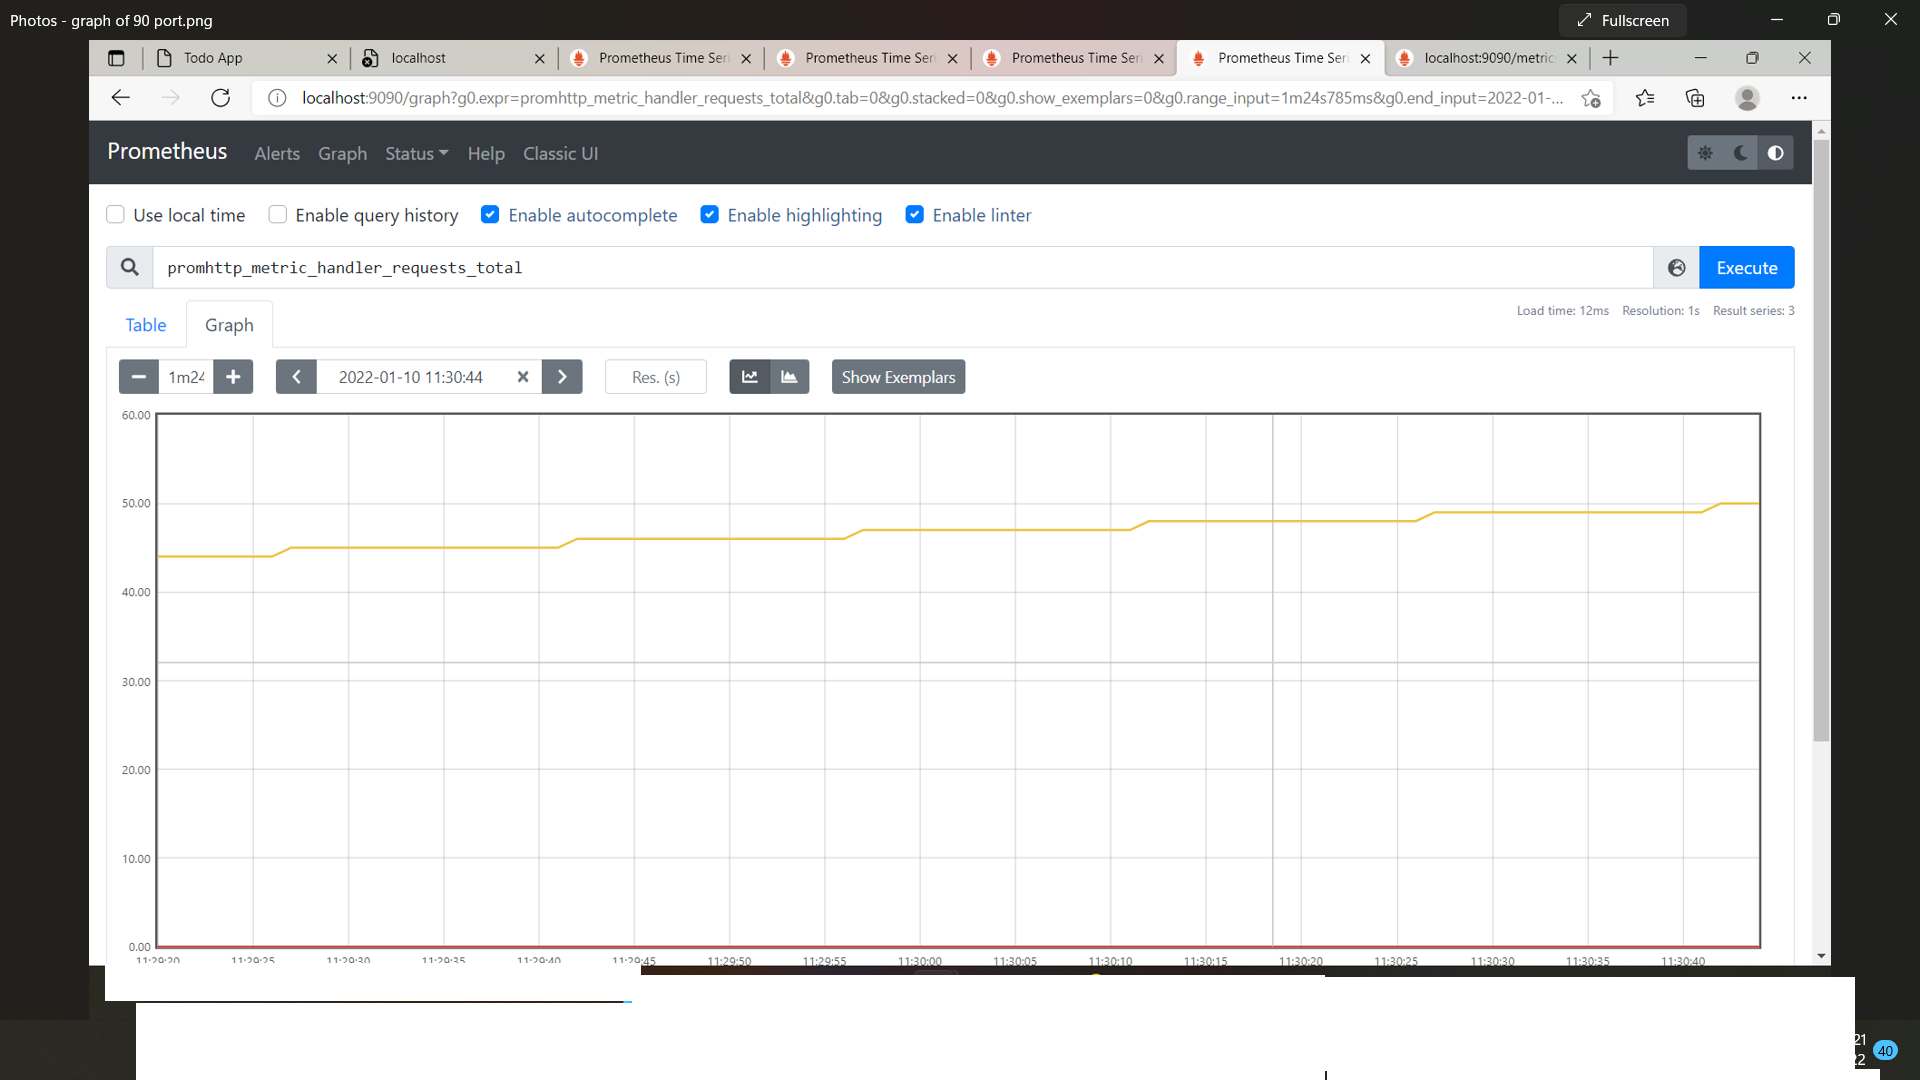 Photos - graph of 90 port.png
Fullscreen
Todo App
localhost
Prometheus Time Seri
Prometheus Time Seri
Prometheus Time Seri
Prometheus Time Seri
localhost:9090/metric
localhost:9090/graph?g0.expr=promhttp_metric_handler_requests_total&g0.tab=0&g0.stacked=0&g0.show_exemplars=0&g0.range_input=1m24s785ms&g0.end_input=2022-01-...
Prometheus Alerts Graph Status Help Classic UI
Use local time Enable query history Enable autocomplete Enable highlighting Enable linter
promhttp_metric_handler_requests_total
Execute
Table Graph
Load time: 12ms Resolution: 1s Result series: 3
1m24
2022-01-10 11:30:44
Res. (s)
Show Exemplars
60.00
50.00
40.00
30.00
20.00
10.00
0.00
11:29:20 11:29:25 11:29:30 11:29:35 11:29:40 11:29:45 11:29:50 11:29:55 11:30:00 11:30:05 11:30:10 11:30:15 11:30:20 11:30:25 11:30:30 11:30:35 11:30:40
21
22
40